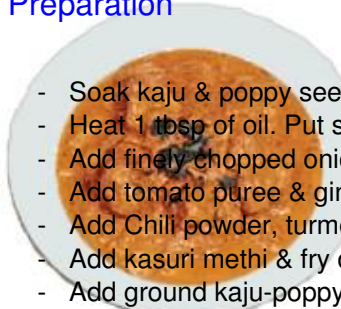 Preparation
- Soak kaju & poppy see
- Heat 1 tbsp of oil. Put s
- Add finely chopped oni
- Add tomato puree & gin
- Add Chili powder, turme
- Add kasuri methi & fry
- Add ground kaju-poppy